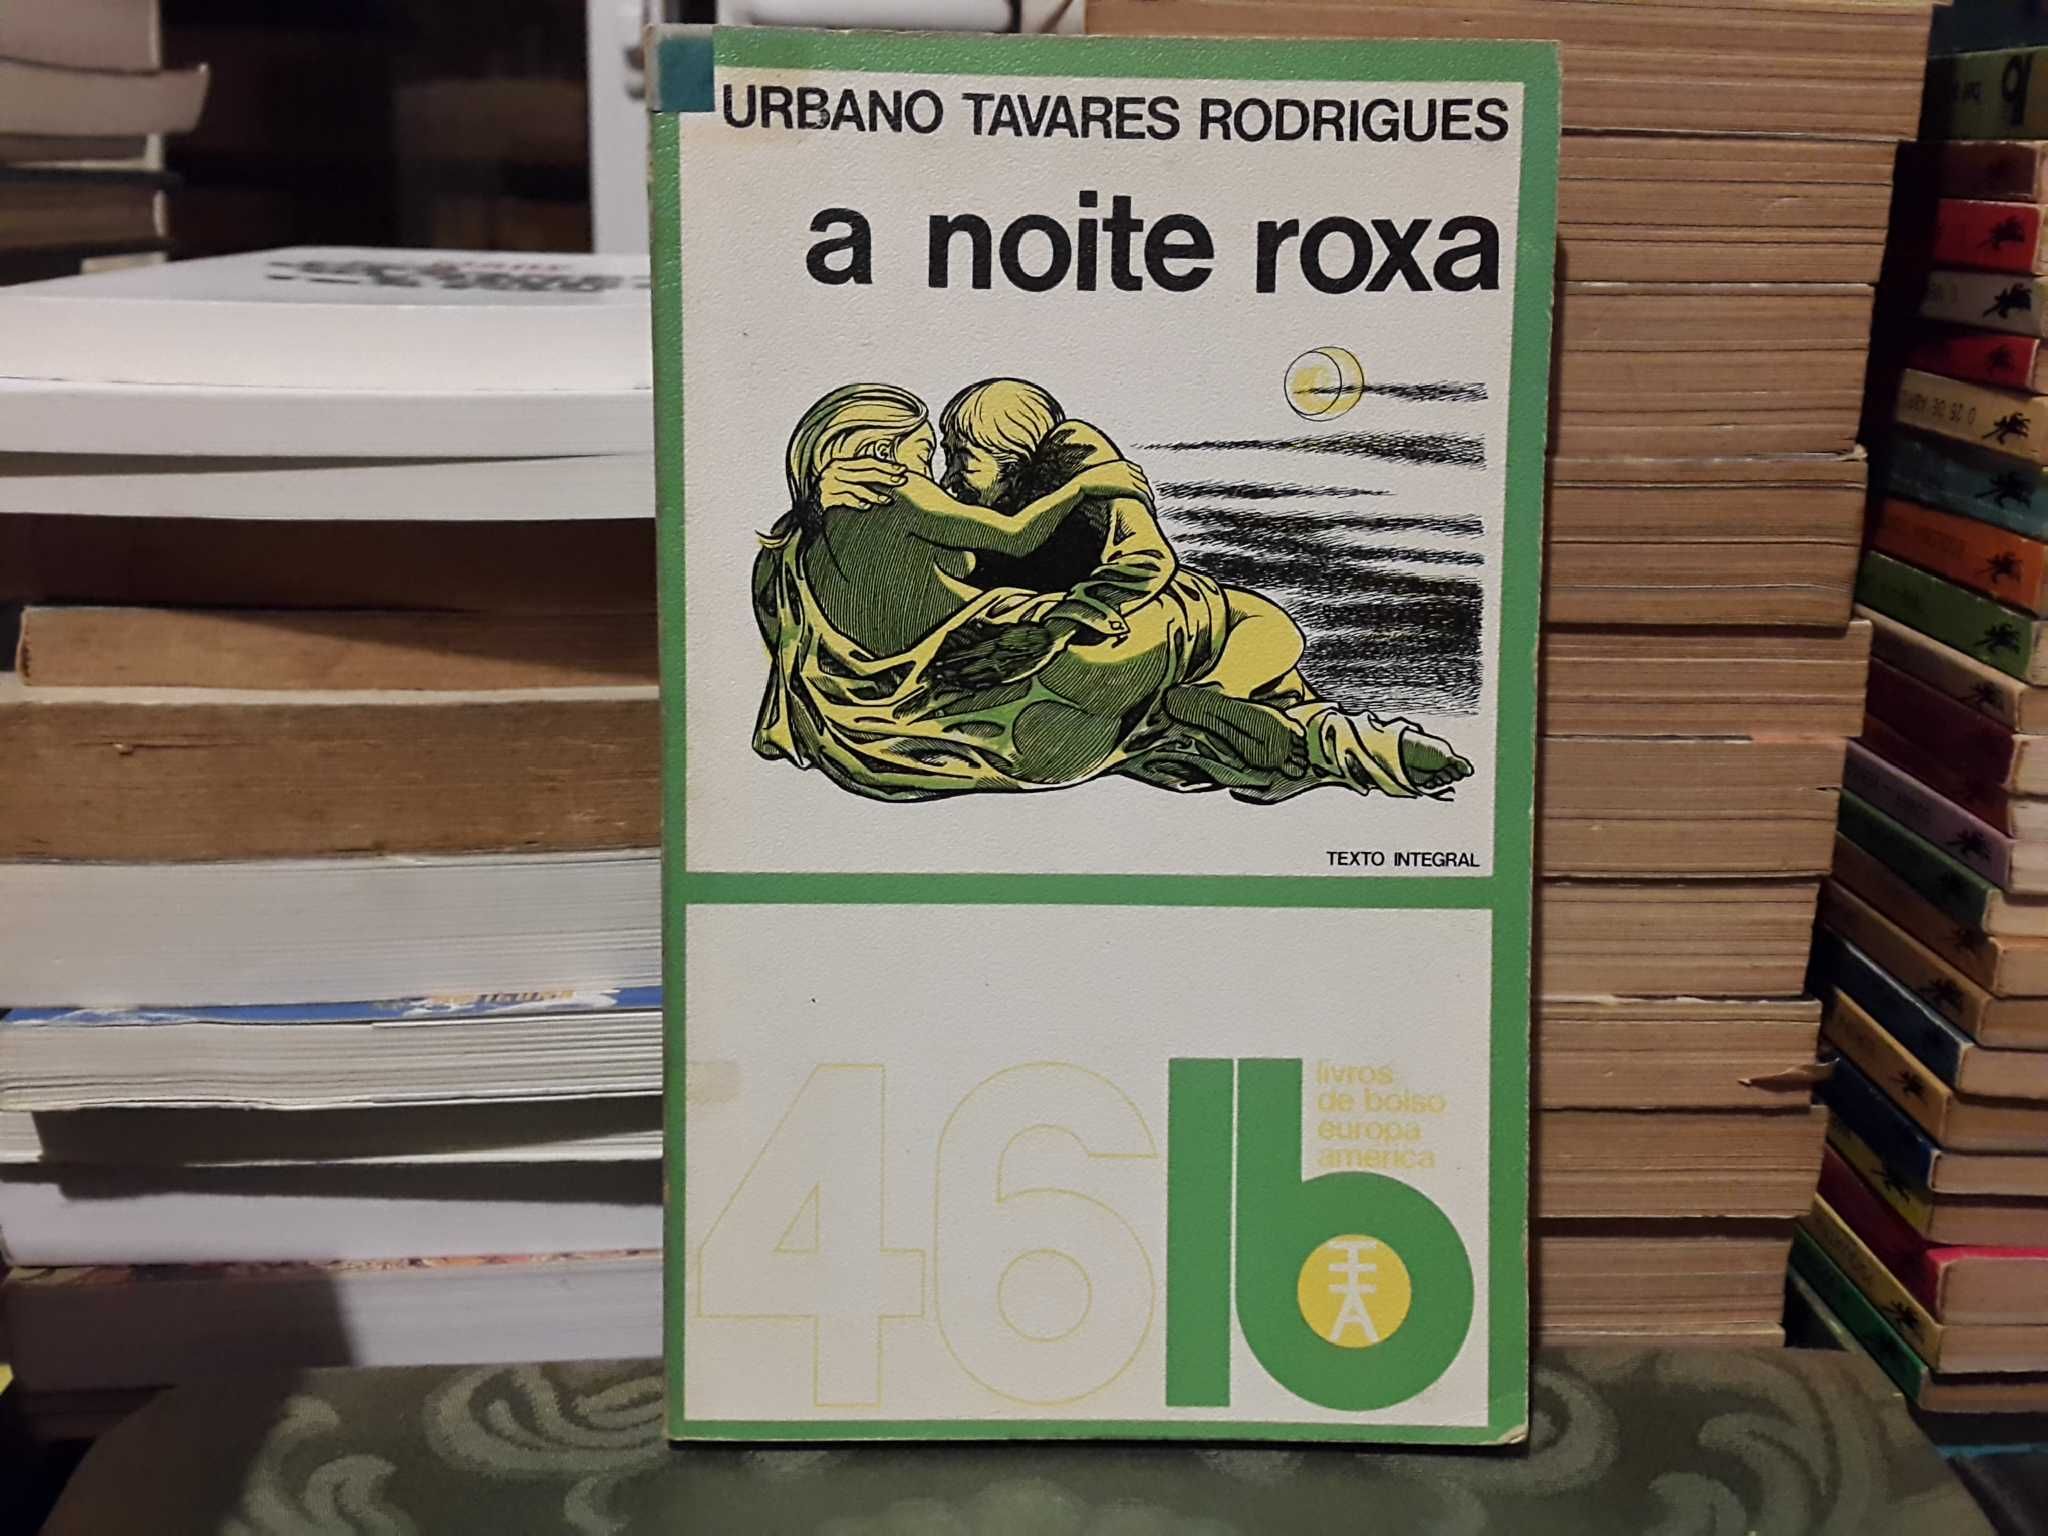 URBANO TAVARES RODRIGUES
a noite roxa
TEXTO INTEGRAL
46
lb
livros
de bolso
europa
america